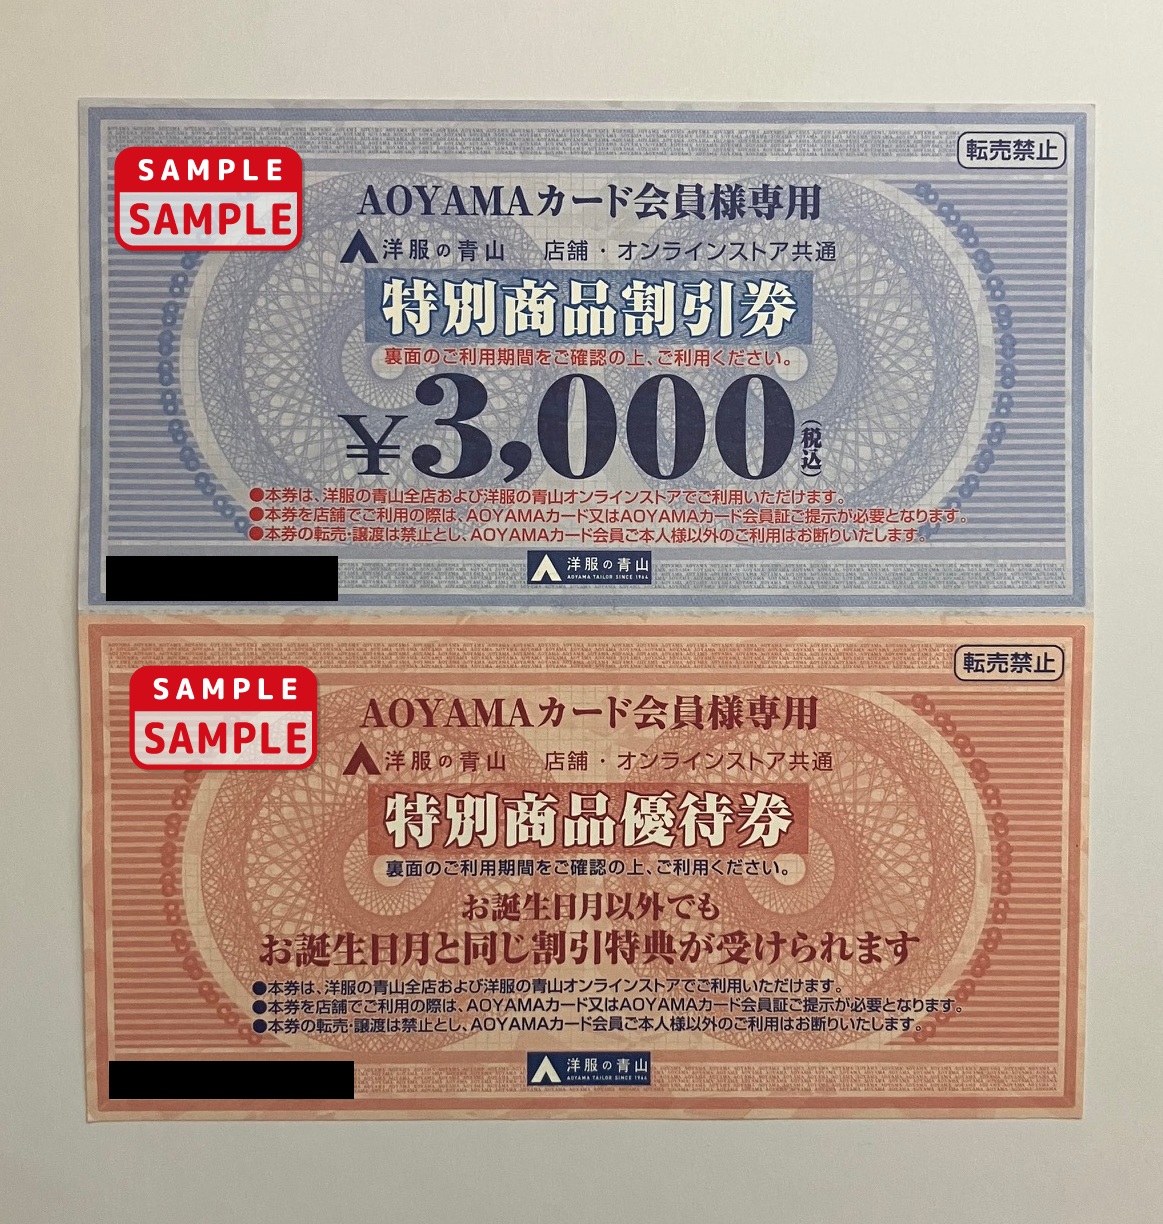 転売禁止
SAMPLE
SAMPLE
AOYAMAカード会員様専用
洋服の青山 店舗・オンラインストア共通
特別商品割引券
裏面のご利用期間をご確認の上、ご利用ください。
¥3,000(税込)
●本券は、洋服の青山全店および洋服の青山オンラインストアでご利用いただけます。
●本券を店舗でご利用の際は、AOYAMAカード又はAOYAMAカード会員証ご提示が必要となります。
●本券の転売・譲渡は禁止とし、AOYAMAカード会員ご本人様以外のご利用はお断りいたします。
洋服の青山
AOYAMA TAILOR SINCE 1964
転売禁止
SAMPLE
SAMPLE
AOYAMAカード会員様専用
洋服の青山 店舗・オンラインストア共通
特別商品優待券
裏面のご利用期間をご確認の上、ご利用ください。
お誕生日月以外でも
お誕生日月と同じ割引特典が受けられます
●本券は、洋服の青山全店および洋服の青山オンラインストアでご利用いただけます。
●本券を店舗でご利用の際は、AOYAMAカード又はAOYAMAカード会員証ご提示が必要となります。
●本券の転売・譲渡は禁止とし、AOYAMAカード会員ご本人様以外のご利用はお断りいたします。
洋服の青山
AOYAMA TAILOR SINCE 1964